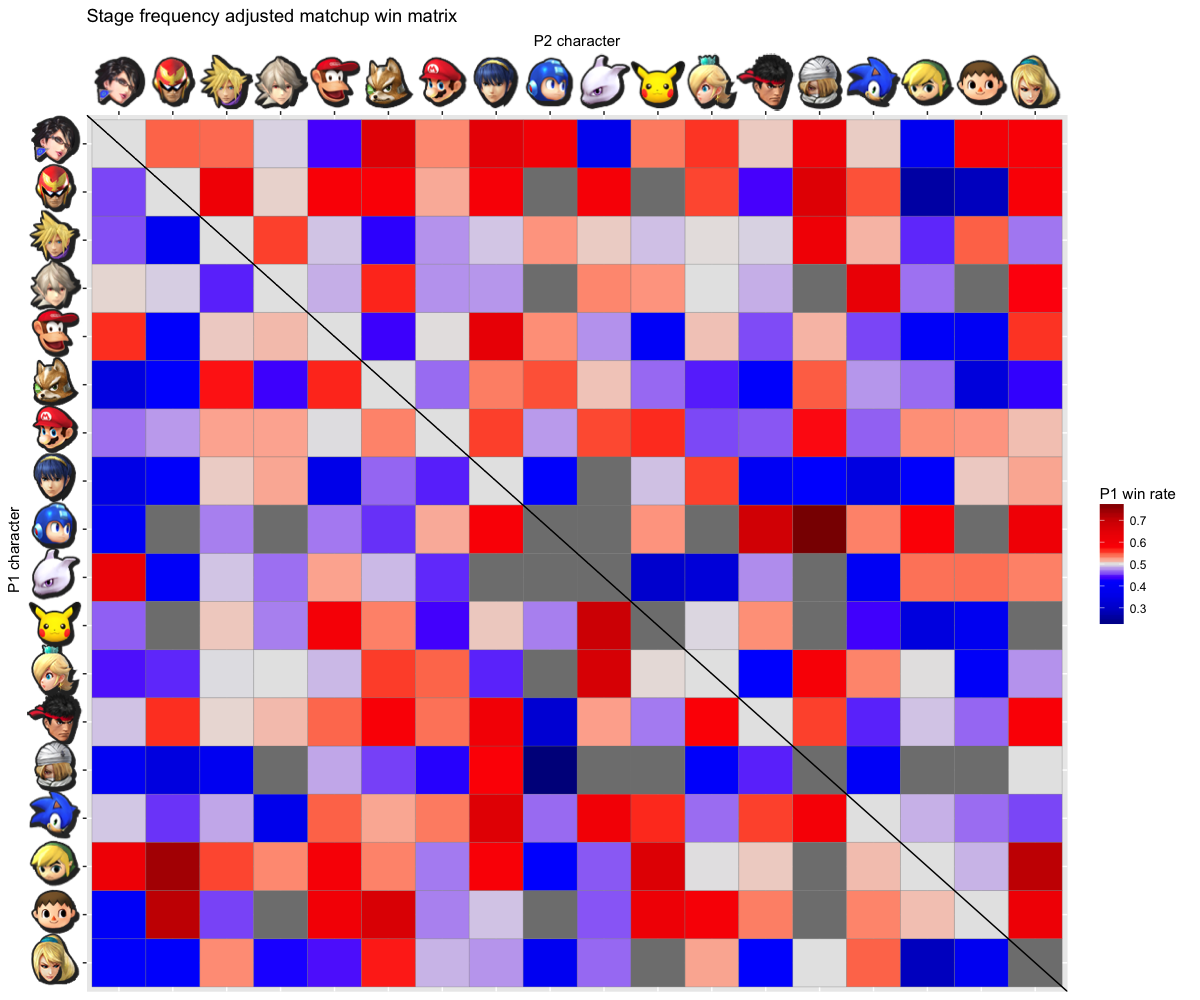 Stage frequency adjusted matchup win matrix
P2 character
P1 character
P1 win rate
0.7
0.6
0.5
0.4
0.3